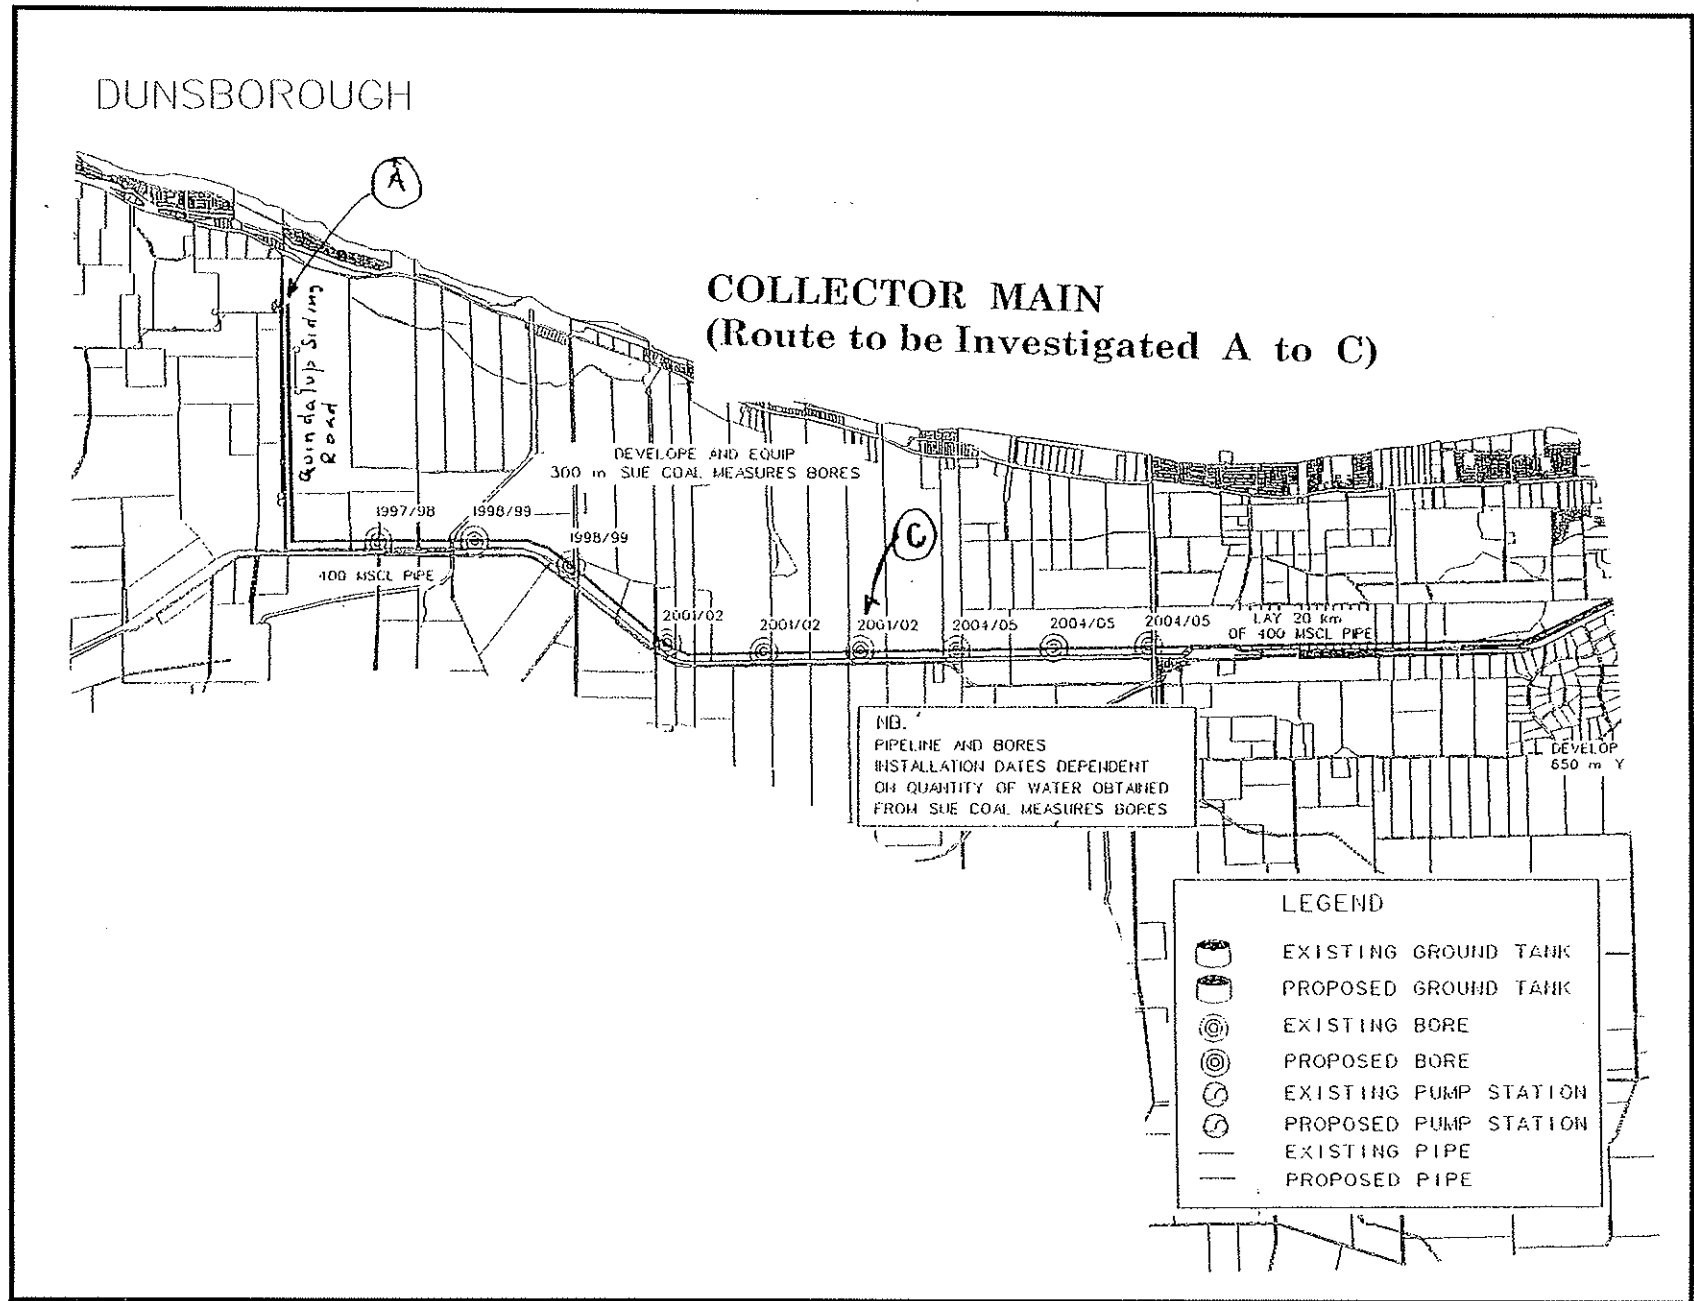 DUNSBOROUGH
A
COLLECTOR MAIN
(Route to be Investigated A to C)
Quindalup Siding
Road
DEVELOPE AND EQUIP
300 m SUE COAL MEASURES BORES
1997/98
1998/99
1998/99
C
400 MSCL PIPE
2001/02
2001/02
2001/02
2004/05
2004/05
2004/05
LAY 20 km
OF 400 MSCL PIPE
NB.
PIPELINE AND BORES
INSTALLATION DATES DEPENDENT
ON QUANTITY OF WATER OBTAINED
FROM SUE COAL MEASURES BORES
DEVELOP
650 m Y
LEGEND
EXISTING GROUND TANK
PROPOSED GROUND TANK
EXISTING BORE
PROPOSED BORE
EXISTING PUMP STATION
PROPOSED PUMP STATION
EXISTING PIPE
PROPOSED PIPE